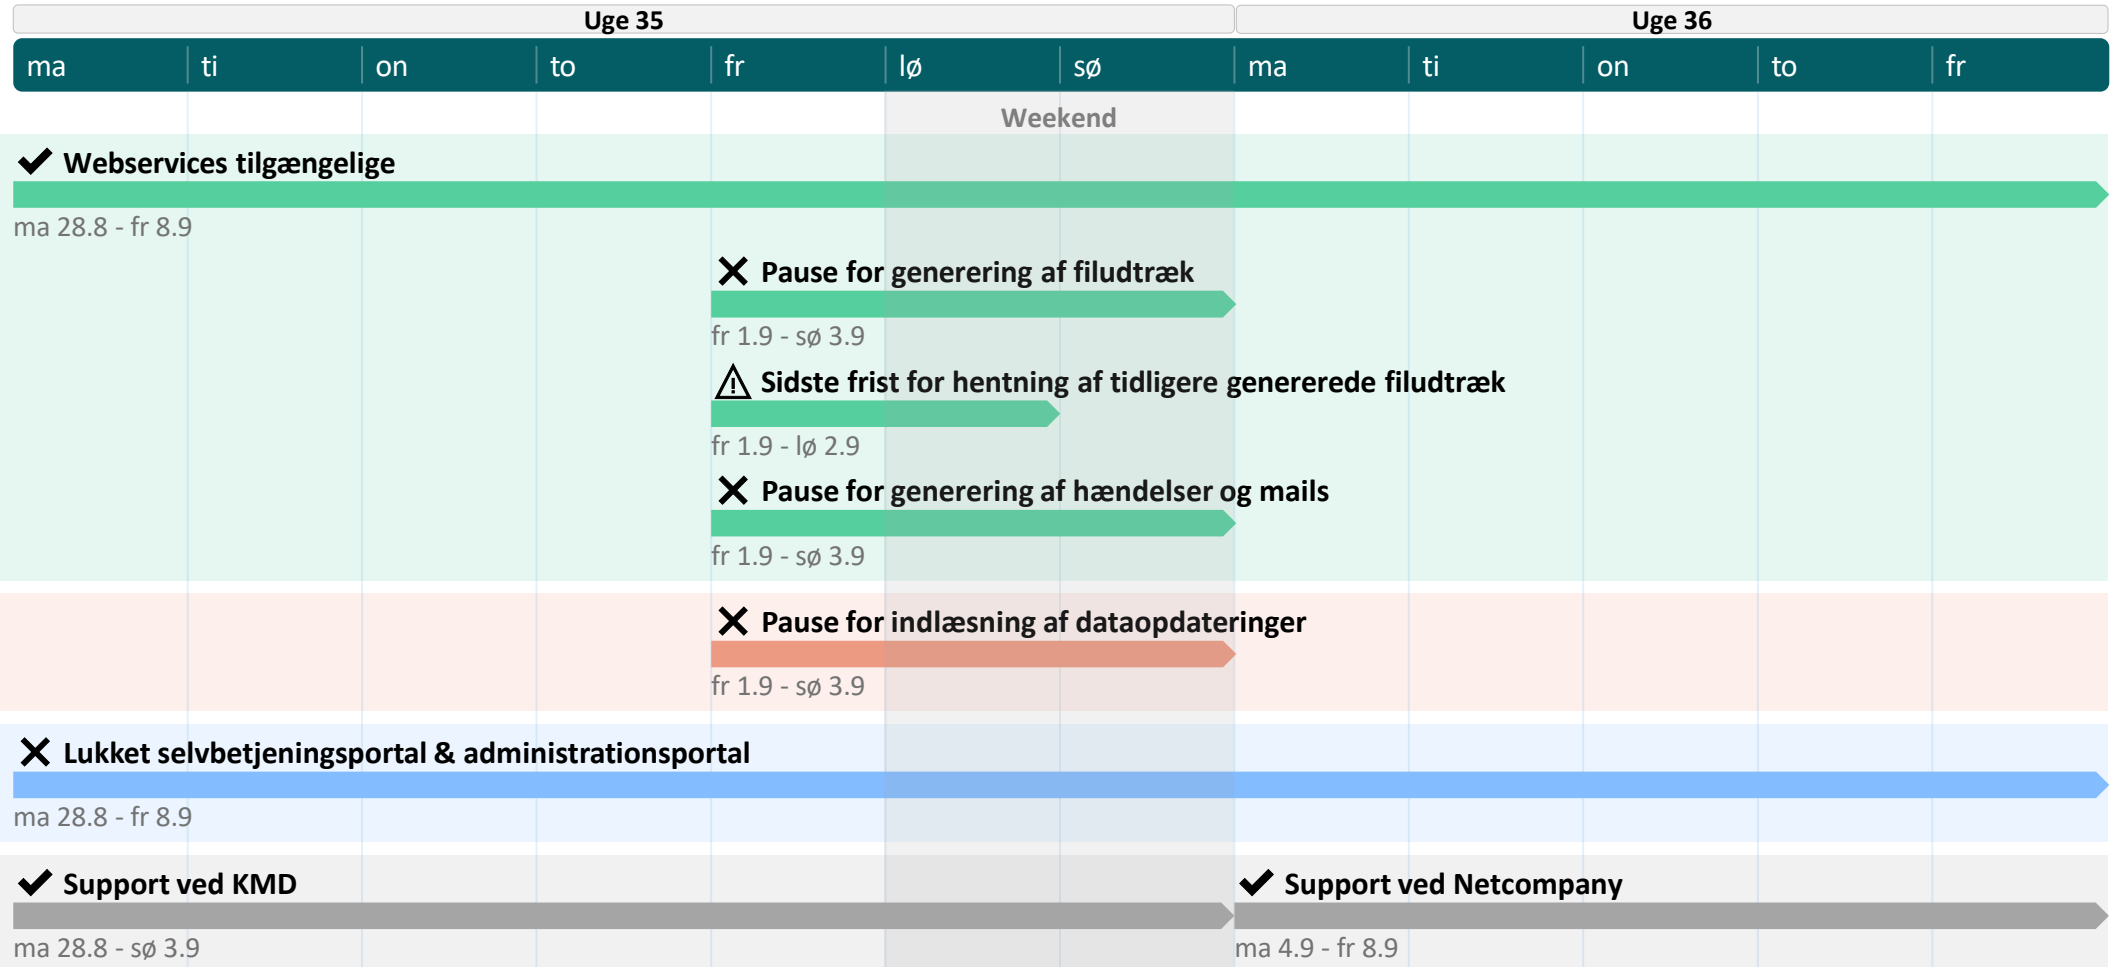 Uge 35 Uge 36
ma ti on to fr lø sø ma ti on to fr
Weekend
Webservices tilgængelige
ma 28.8 - fr 8.9
Pause for generering af filudtræk
fr 1.9 - sø 3.9
Sidste frist for hentning af tidligere genererede filudtræk
fr 1.9 - lø 2.9
Pause for generering af hændelser og mails
fr 1.9 - sø 3.9
Pause for indlæsning af dataopdateringer
fr 1.9 - sø 3.9
Lukket selvbetjeningsportal & administrationsportal
ma 28.8 - fr 8.9
Support ved KMD Support ved Netcompany
ma 28.8 - sø 3.9 ma 4.9 - fr 8.9